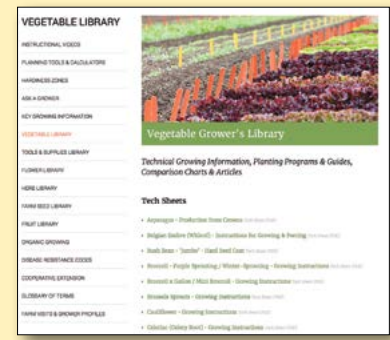 VEGETABLE LIBRARY
INSTRUCTIONAL VIDEOS
PLANNING TOOLS & CALCULATORS
HARDINESS ZONES
ASK A GROWER
KEY GROWING INFORMATION
VEGETABLE LIBRARY
TOOLS & SUPPLIES LIBRARY
FLOWER LIBRARY
HERB LIBRARY
FARM SEED LIBRARY
FRUIT LIBRARY
ORGANIC GROWING
DISEASE RESISTANCE CODES
COOPERATIVE EXTENSION
GLOSSARY OF TERMS
FARM VISITS & GROWER PROFILES
Vegetable Grower's Library
Technical Growing Information, Planting Programs & Guides,
Comparison Charts & Articles
Tech Sheets
Asparagus - Production from Crowns
Belgian Endive (Witloof) - Instructions for Growing & Forcing
Bush Bean - "Jumbo" - Hard Seed Coat
Broccoli - Purple Sprouting / Winter-Sprouting - Growing Instructions
Broccoli x Gailon / Mini Broccoli - Growing Instructions
Brussels Sprouts - Growing Instructions
Cauliflower - Growing Instructions
Celeriac (Celery Root) - Growing Instructions